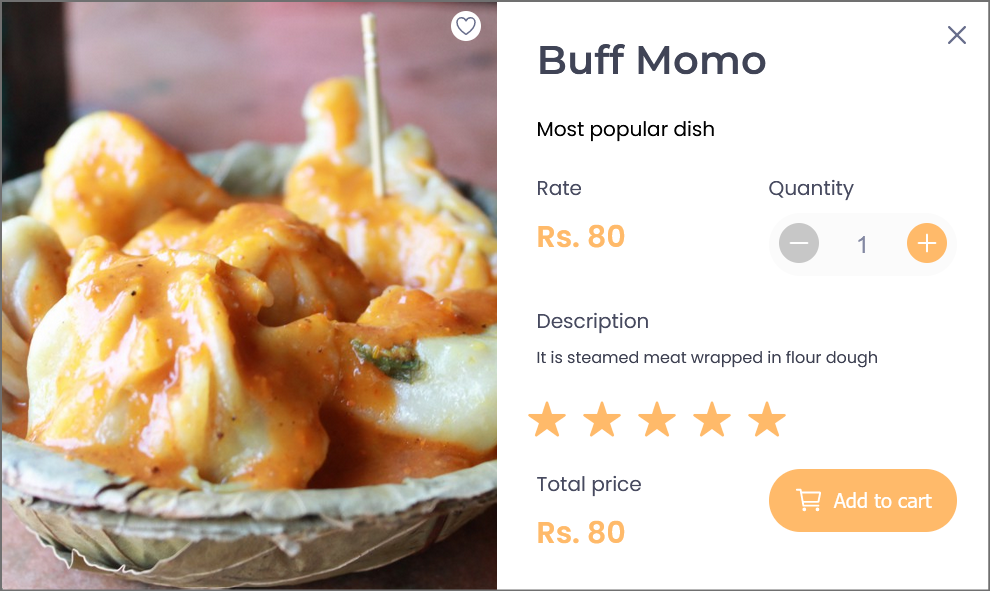 Buff Momo
Most popular dish
Rate
Quantity
Rs. 80
1
Description
It is steamed meat wrapped in flour dough
Total price
Rs. 80
Add to cart